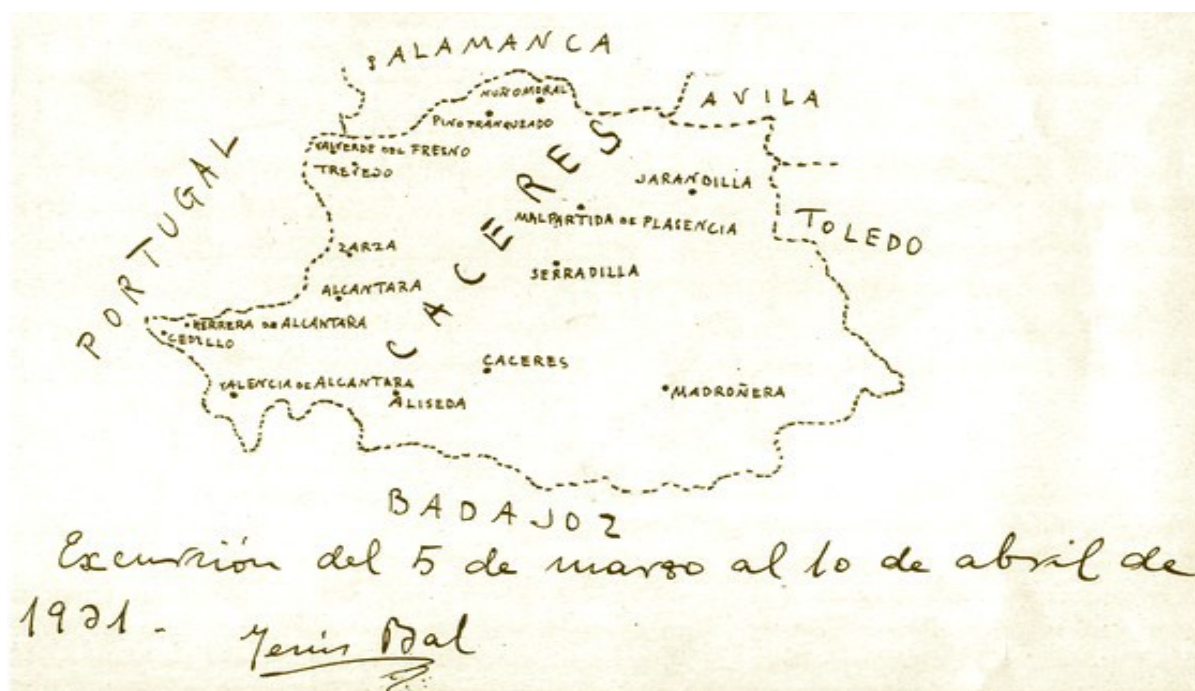 SALAMANCA
AVILA
NUÑOMORAL
PINOFRANQUEADO
VALVERDE DEL FRESNO
TREVEJO
CACERES
JARANDILLA
PORTUGAL
MALPARTIDA DE PLASENCIA
TOLEDO
ZARZA
SERRADILLA
ALCANTARA
HERRERA DE ALCANTARA
CEDILLO
CACERES
VALENCIA DE ALCANTARA
ALISEDA
MADROÑERA
BADAJOZ
Excursión del 5 de marzo al 10 de abril de
1931.
Jesús Bal